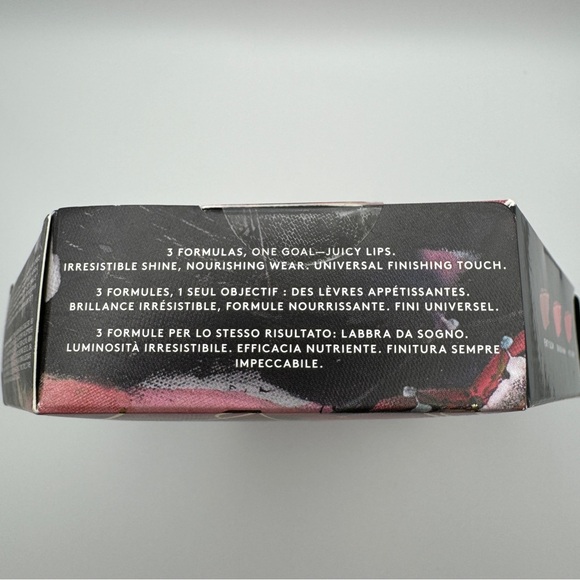 3 FORMULAS, ONE GOAL—JUICY LIPS.
IRRESISTIBLE SHINE, NOURISHING WEAR. UNIVERSAL FINISHING TOUCH.
3 FORMULES, 1 SEUL OBJECTIF : DES LÈVRES APPÉTISSANTES.
BRILLANCE IRRÉSISTIBLE, FORMULE NOURRISSANTE. FINI UNIVERSEL.
3 FORMULE PER LO STESSO RISULTATO: LABBRA DA SOGNO.
LUMINOSITÀ IRRESISTIBILE. EFFICACIA NUTRIENTE. FINITURA SEMPRE
IMPECCABILE.